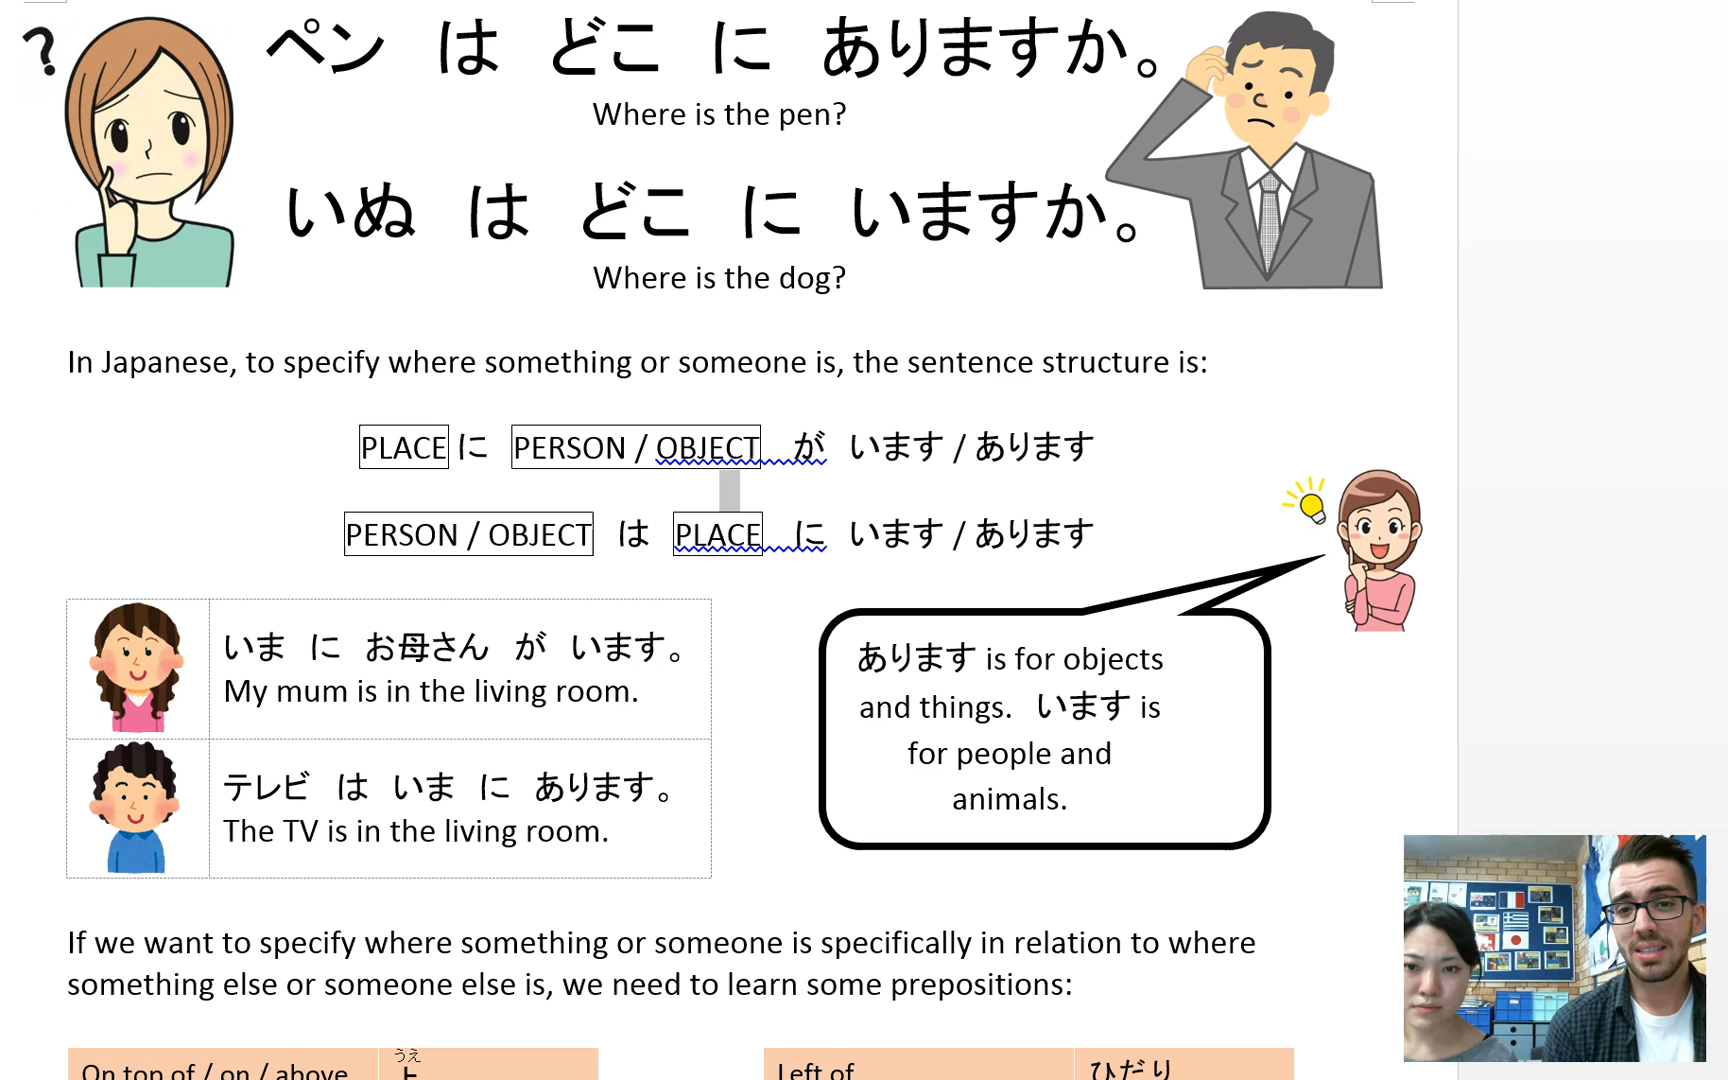 ?
ペン は どこ に ありますか。
Where is the pen?
いぬ は どこ に いますか。
Where is the dog?
In Japanese, to specify where something or someone is, the sentence structure is:
PLACE に PERSON / OBJECT が います / あります
PERSON / OBJECT は PLACE に います / あります
いま に お母さん が います。
My mum is in the living room.
テレビ は いま に あります。
The TV is in the living room.
あります is for objects
and things. います is
for people and
animals.
If we want to specify where something or someone is specifically in relation to where
something else or someone else is, we need to learn some prepositions:
うえ
On top of / on / above 上
Left of ひだり